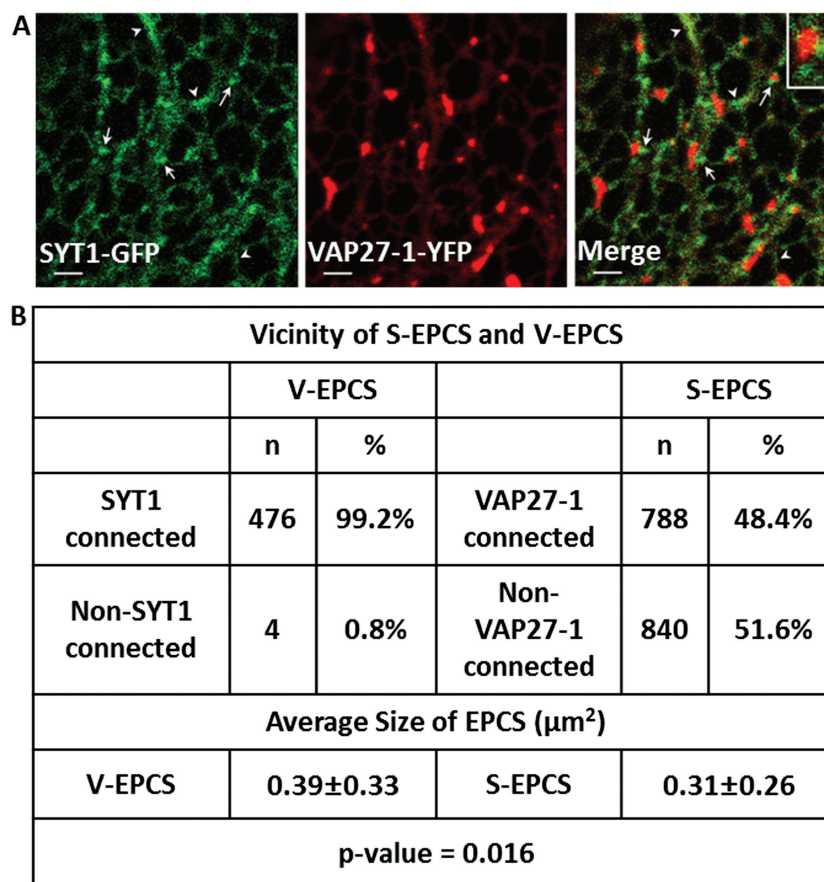 A
SYT1-GFP
VAP27-1-YFP
Merge
B
Vicinity of S-EPCS and V-EPCS
V-EPCS
S-EPCS
n
%
n
%
SYT1
connected
476
99.2%
VAP27-1
connected
788
48.4%
Non-SYT1
connected
4
0.8%
Non-
VAP27-1
connected
840
51.6%
Average Size of EPCS (µm²)
V-EPCS
0.39±0.33
S-EPCS
0.31±0.26
p-value = 0.016